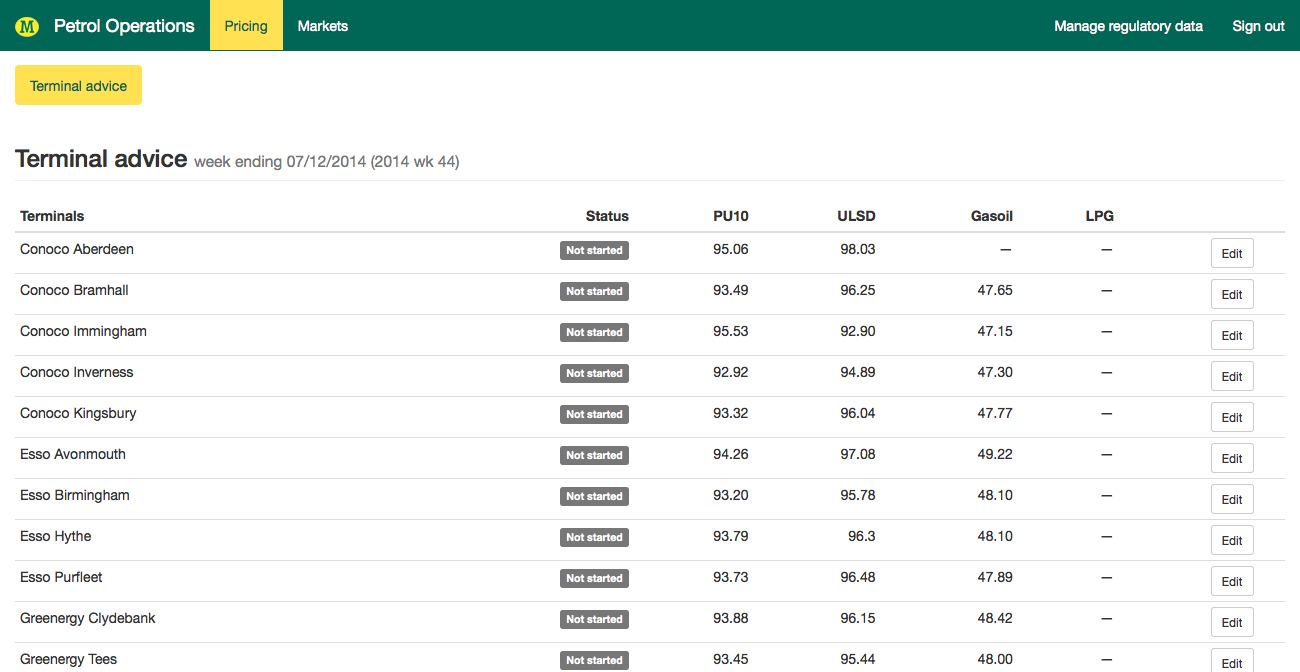 M Petrol Operations Pricing Markets Manage regulatory data Sign out
Terminal advice
Terminal advice week ending 07/12/2014 (2014 wk 44)
Terminals Status PU10 ULSD Gasoil LPG
Conoco Aberdeen Not started 95.06 98.03 — — Edit
Conoco Bramhall Not started 93.49 96.25 47.65 — Edit
Conoco Immingham Not started 95.53 92.90 47.15 — Edit
Conoco Inverness Not started 92.92 94.89 47.30 — Edit
Conoco Kingsbury Not started 93.32 96.04 47.77 — Edit
Esso Avonmouth Not started 94.26 97.08 49.22 — Edit
Esso Birmingham Not started 93.20 95.78 48.10 — Edit
Esso Hythe Not started 93.79 96.3 48.10 — Edit
Esso Purfleet Not started 93.73 96.48 47.89 — Edit
Greenergy Clydebank Not started 93.88 96.15 48.42 — Edit
Greenergy Tees Not started 93.45 95.44 48.00 — Edit